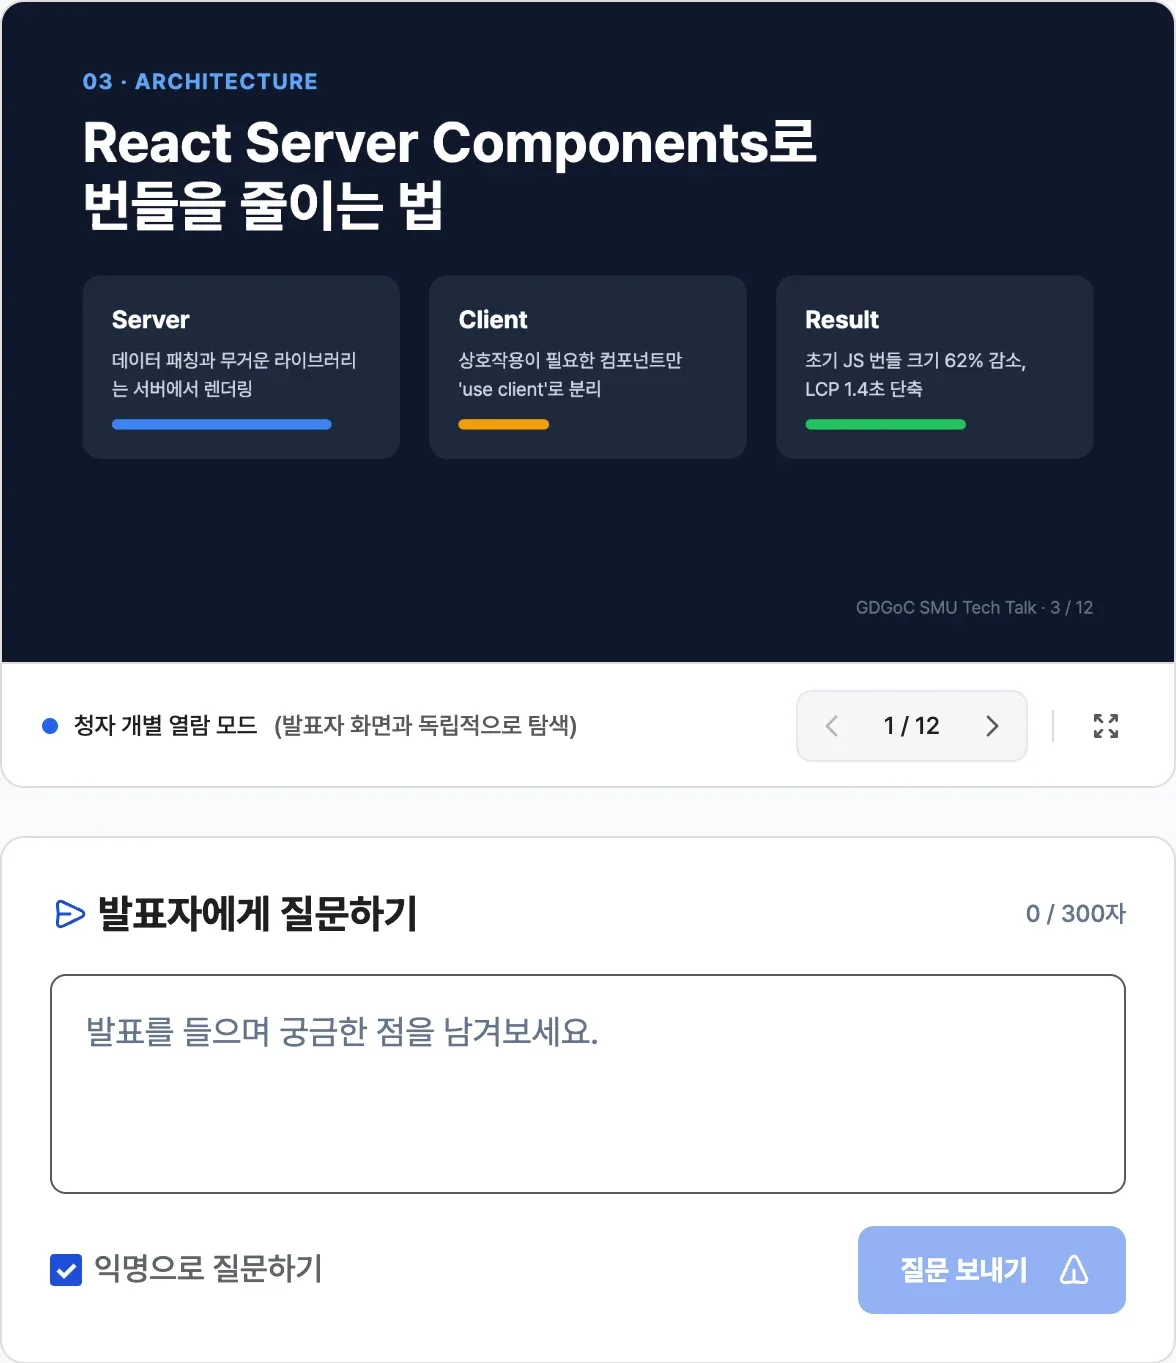 03 · ARCHITECTURE
React Server Components로
번들을 줄이는 법
Server
데이터 패칭과 무거운 라이브러리
는 서버에서 렌더링
Client
상호작용이 필요한 컴포넌트만
'use client'로 분리
Result
초기 JS 번들 크기 62% 감소,
LCP 1.4초 단축
GDGoC SMU Tech Talk · 3 / 12
청자 개별 열람 모드 (발표자 화면과 독립적으로 탐색)
1 / 12
발표자에게 질문하기
0 / 300자
발표를 들으며 궁금한 점을 남겨보세요.
익명으로 질문하기
질문 보내기